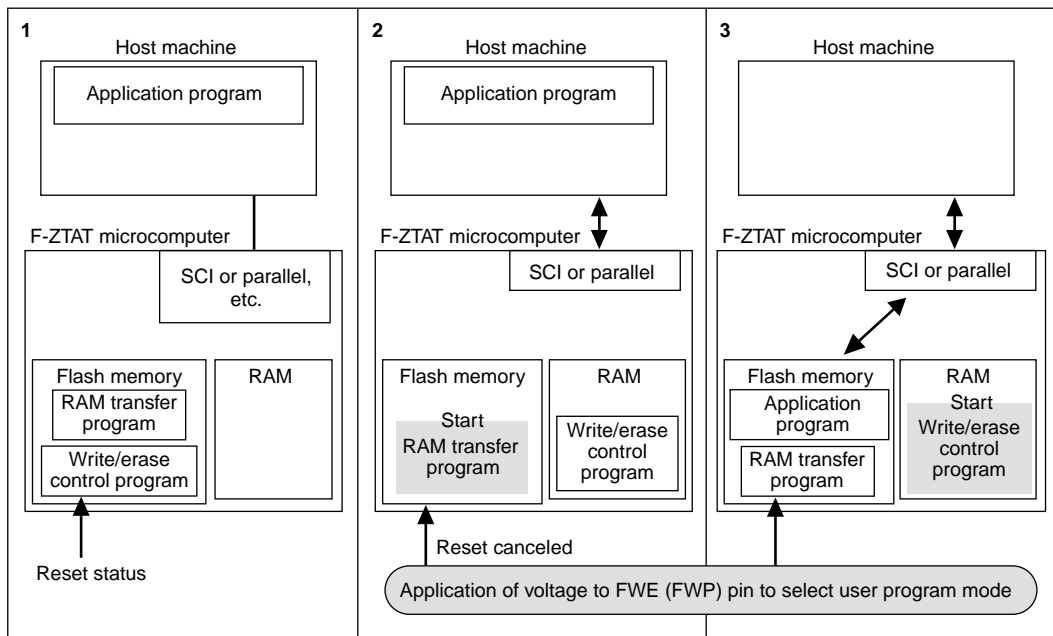 1
Host machine
Application program
F-ZTAT microcomputer
SCI or parallel,
etc.
Flash memory
RAM transfer
program
Write/erase
control program
RAM
Reset status
2
Host machine
Application program
F-ZTAT microcomputer
SCI or parallel
Flash memory
Start
RAM transfer
program
RAM
Write/erase
control
program
Reset canceled
3
Host machine
F-ZTAT microcomputer
SCI or parallel
Flash memory
Application
program
RAM transfer
program
RAM
Start
Write/erase
control
program
Application of voltage to FWE (FWP) pin to select user program mode